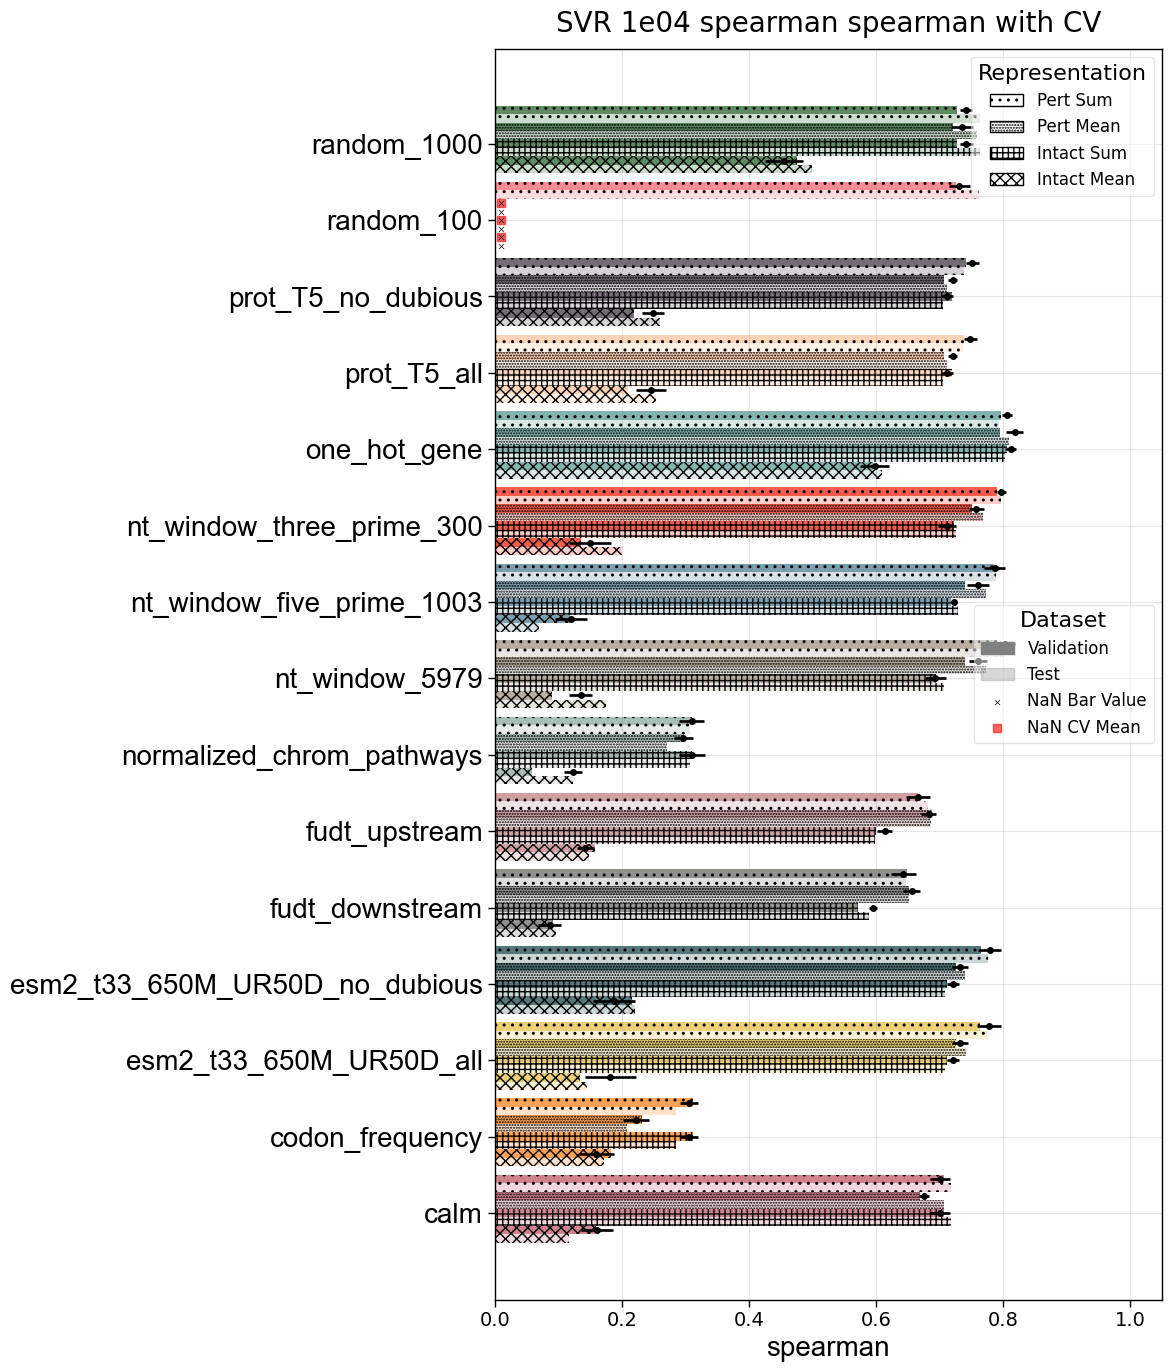 SVR 1e04 spearman spearman with CV
Representation
Pert Sum
Pert Mean
Intact Sum
Intact Mean
random_1000
random_100
prot_T5_no_dubious
prot_T5_all
one_hot_gene
nt_window_three_prime_300
nt_window_five_prime_1003
Dataset
Validation
Test
NaN Bar Value
NaN CV Mean
nt_window_5979
normalized_chrom_pathways
fudt_upstream
fudt_downstream
esm2_t33_650M_UR50D_no_dubious
esm2_t33_650M_UR50D_all
codon_frequency
calm
0.0 0.2 0.4 0.6 0.8 1.0
spearman